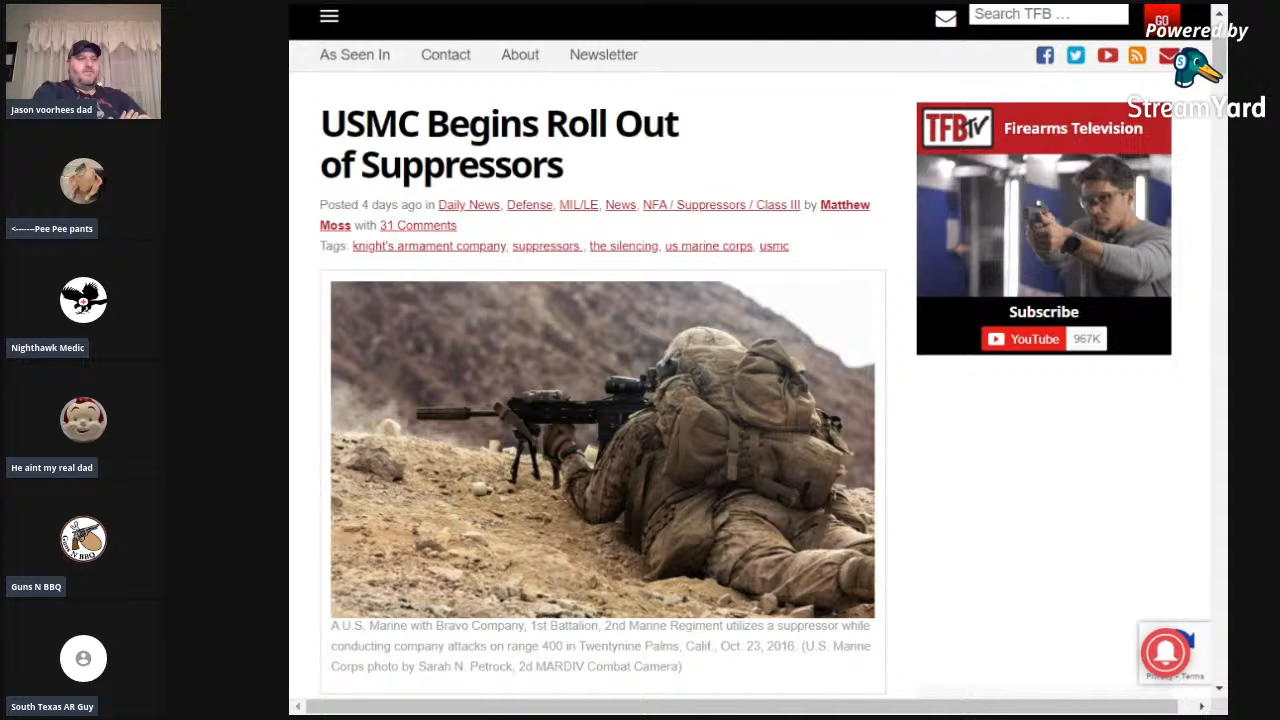 Search TFB ...
GO
Powered by
StreamYard
As Seen In
Contact
About
Newsletter
Jason voorhees dad
<------Pee Pee pants
Nighthawk Medic
He aint my real dad
Guns N BBQ
Guns N BBQ
South Texas AR Guy
USMC Begins Roll Out
of Suppressors
Posted 4 days ago in Daily News, Defense, MIL/LE, News, NFA / Suppressors / Class III by Matthew
Moss with 31 Comments
Tags: knight's armament company, suppressors , the silencing, us marine corps, usmc
A U.S. Marine with Bravo Company, 1st Battalion, 2nd Marine Regiment utilizes a suppressor while
conducting company attacks on range 400 in Twentynine Palms, Calif., Oct. 23, 2016. (U.S. Marine
Corps photo by Sarah N. Petrock, 2d MARDIV Combat Camera)
TFBTV
Firearms Television
Subscribe
YouTube 967K
Privacy - Terms